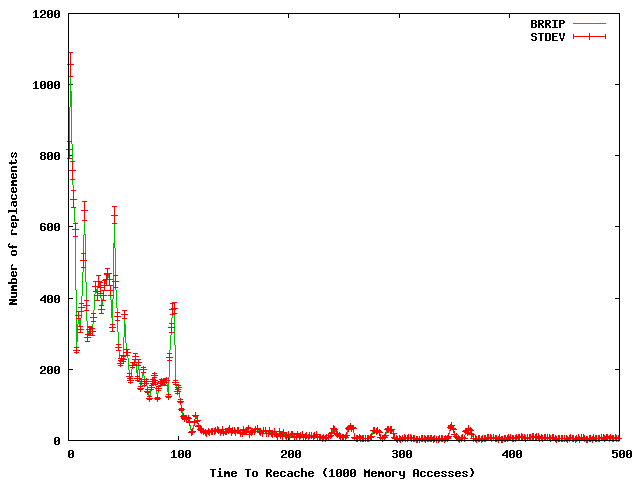 1200
1000
800
600
400
200
0
0 100 200 300 400 500
Number of replacements
Time To Recache (1000 Memory Accesses)
BRRIP
STDEV